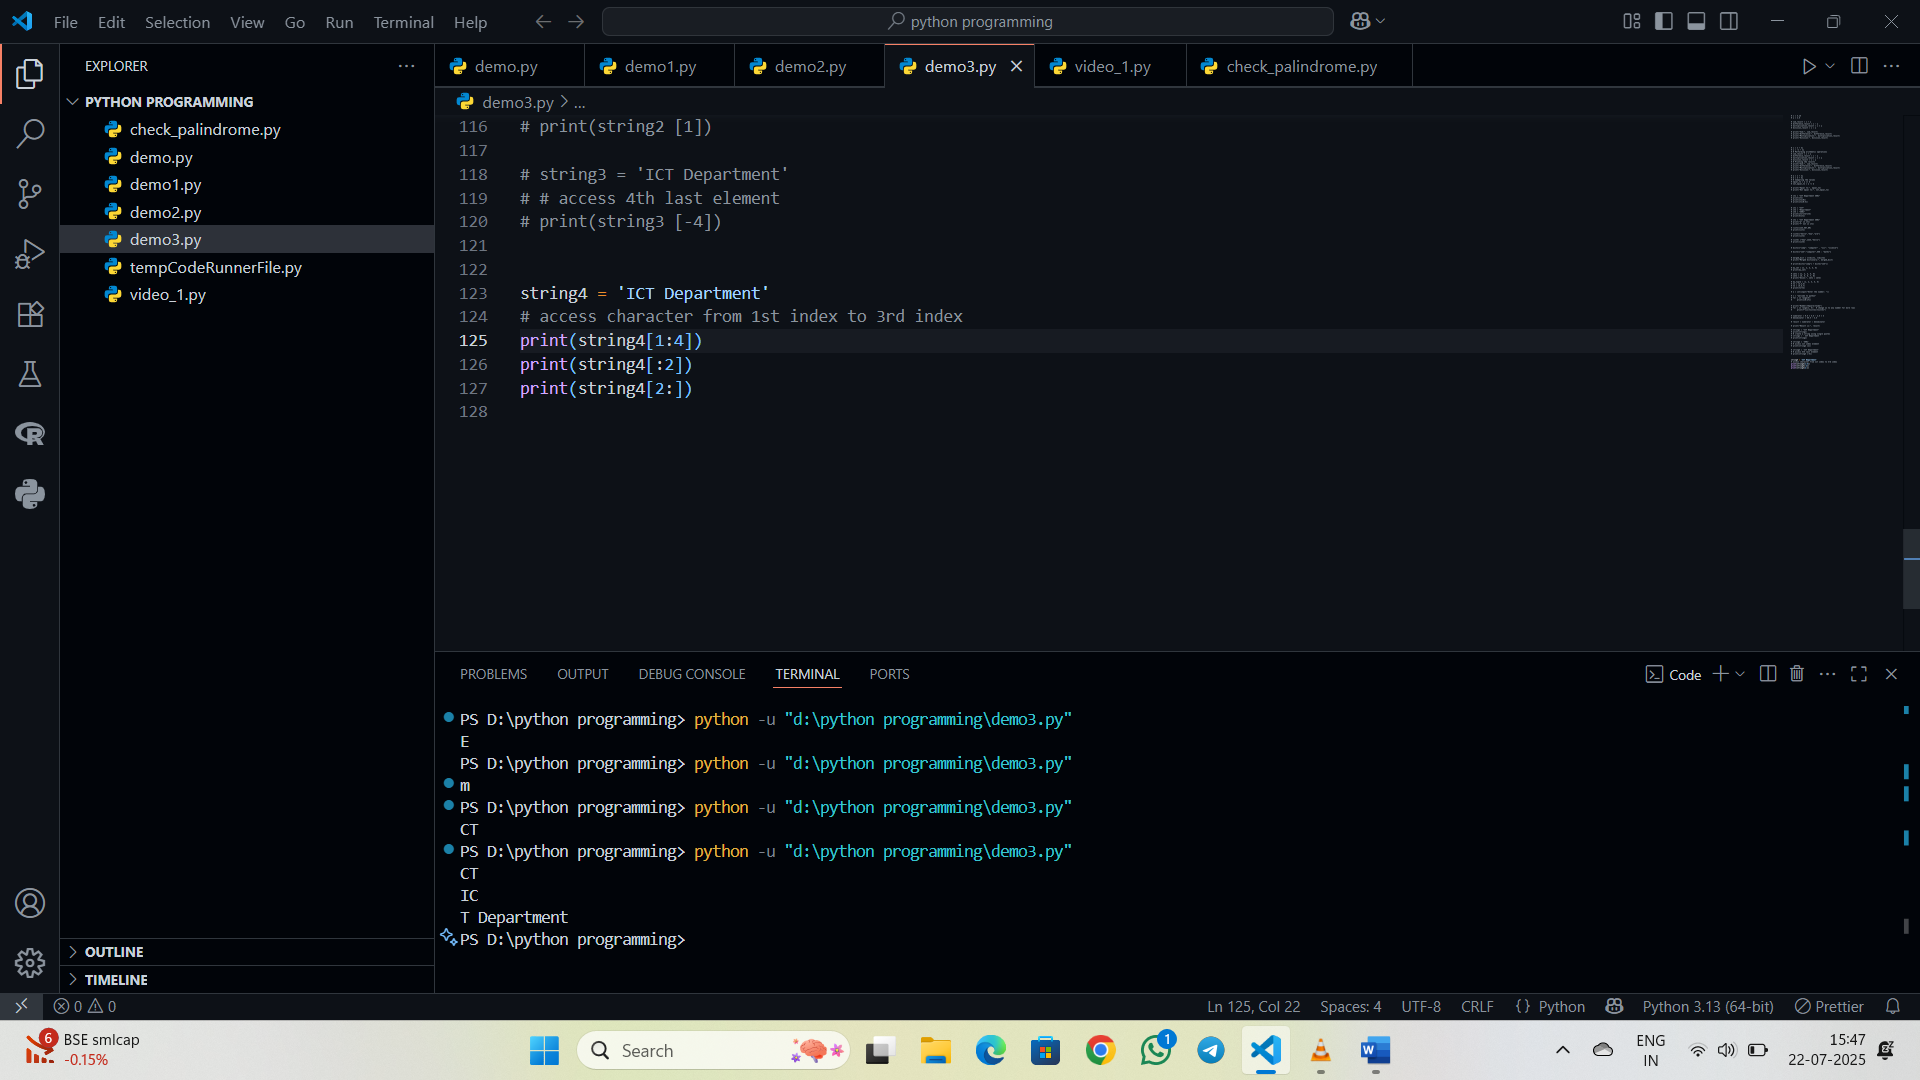 File Edit Selection View Go Run Terminal Help
python programming
EXPLORER
PYTHON PROGRAMMING
check_palindrome.py
demo.py
demo1.py
demo2.py
demo3.py
tempCodeRunnerFile.py
video_1.py
OUTLINE
TIMELINE
demo.py demo1.py demo2.py demo3.py video_1.py check_palindrome.py
demo3.py > ...
116 # print(string2 [1])
117
118 # string3 = 'ICT Department'
119 # # access 4th last element
120 # print(string3 [-4])
121
122
123 string4 = 'ICT Department'
124 # access character from 1st index to 3rd index
125 print(string4[1:4])
126 print(string4[:2])
127 print(string4[2:])
128
PROBLEMS OUTPUT DEBUG CONSOLE TERMINAL PORTS
Code
PS D:\python programming> python -u "d:\python programming\demo3.py"
E
PS D:\python programming> python -u "d:\python programming\demo3.py"
m
PS D:\python programming> python -u "d:\python programming\demo3.py"
CT
PS D:\python programming> python -u "d:\python programming\demo3.py"
CT
IC
T Department
PS D:\python programming>
0 0
Ln 125, Col 22 Spaces: 4 UTF-8 CRLF {} Python Python 3.13 (64-bit) Prettier
6
BSE smlcap
-0.15%
Search
1
ENG
IN
15:47
22-07-2025